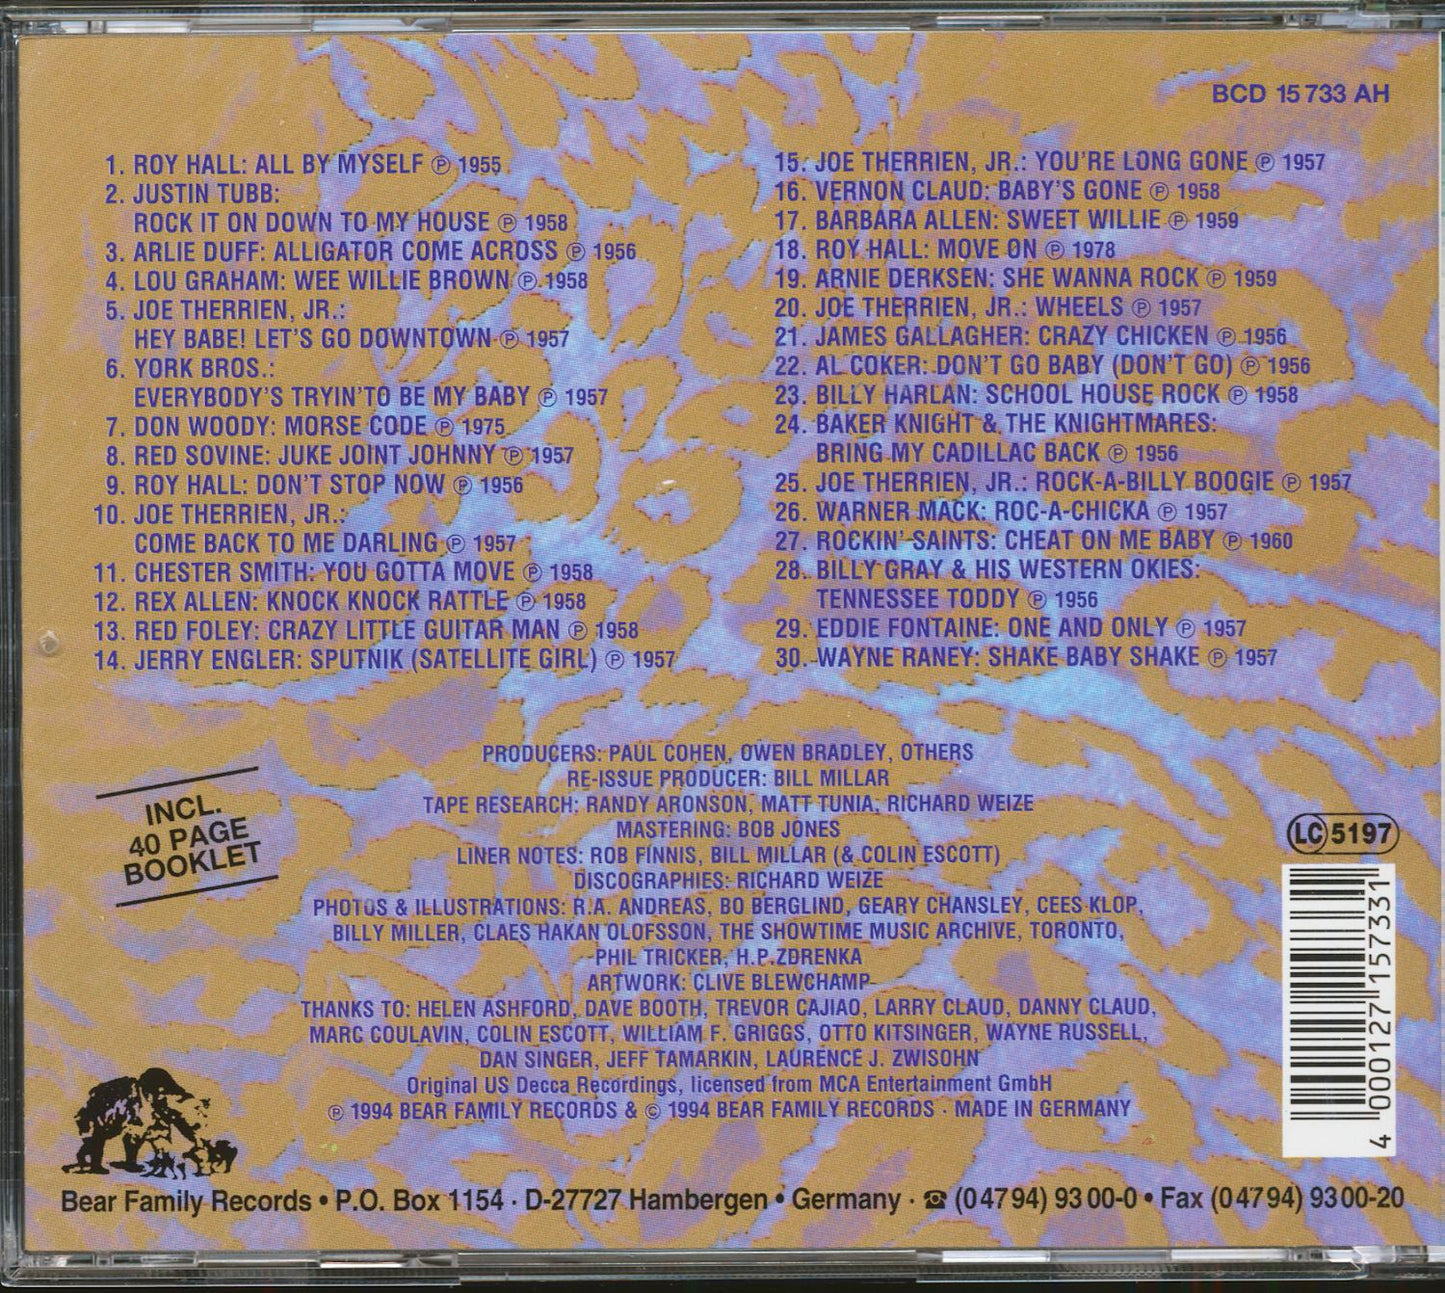 BCD 15 733 AH
1. ROY HALL: ALL BY MYSELF ℗ 1955
2. JUSTIN TUBB:
ROCK IT ON DOWN TO MY HOUSE ℗ 1958
3. ARLIE DUFF: ALLIGATOR COME ACROSS ℗ 1956
4. LOU GRAHAM: WEE WILLIE BROWN ℗ 1958
5. JOE THERRIEN, JR.:
HEY BABE! LET'S GO DOWNTOWN ℗ 1957
6. YORK BROS.:
EVERYBODY'S TRYIN'TO BE MY BABY ℗ 1957
7. DON WOODY: MORSE CODE ℗ 1975
8. RED SOVINE: JUKE JOINT JOHNNY ℗ 1957
9. ROY HALL: DON'T STOP NOW ℗ 1956
10. JOE THERRIEN, JR.:
COME BACK TO ME DARLING ℗ 1957
11. CHESTER SMITH: YOU GOTTA MOVE ℗ 1958
12. REX ALLEN: KNOCK KNOCK RATTLE ℗ 1958
13. RED FOLEY: CRAZY LITTLE GUITAR MAN ℗ 1958
14. JERRY ENGLER: SPUTNIK (SATELLITE GIRL) ℗ 1957
15. JOE THERRIEN, JR.: YOU'RE LONG GONE ℗ 1957
16. VERNON CLAUD: BABY'S GONE ℗ 1958
17. BARBARA ALLEN: SWEET WILLIE ℗ 1959
18. ROY HALL: MOVE ON ℗ 1978
19. ARNIE DERKSEN: SHE WANNA ROCK ℗ 1959
20. JOE THERRIEN, JR.: WHEELS ℗ 1957
21. JAMES GALLAGHER: CRAZY CHICKEN ℗ 1956
22. AL COKER: DON'T GO BABY (DON'T GO) ℗ 1956
23. BILLY HARLAN: SCHOOL HOUSE ROCK ℗ 1958
24. BAKER KNIGHT & THE KNIGHTMARES:
BRING MY CADILLAC BACK ℗ 1956
25. JOE THERRIEN, JR.: ROCK-A-BILLY BOOGIE ℗ 1957
26. WARNER MACK: ROC-A-CHICKA ℗ 1957
27. ROCKIN' SAINTS: CHEAT ON ME BABY ℗ 1960
28. BILLY GRAY & HIS WESTERN OKIES:
TENNESSEE TODDY ℗ 1956
29. EDDIE FONTAINE: ONE AND ONLY ℗ 1957
30. WAYNE RANEY: SHAKE BABY SHAKE ℗ 1957
PRODUCERS: PAUL COHEN, OWEN BRADLEY, OTHERS
RE-ISSUE PRODUCER: BILL MILLAR
TAPE RESEARCH: RANDY ARONSON, MATT TUNIA, RICHARD WEIZE
MASTERING: BOB JONES
LINER NOTES: ROB FINNIS, BILL MILLAR (& COLIN ESCOTT)
DISCOGRAPHIES: RICHARD WEIZE
PHOTOS & ILLUSTRATIONS: R.A. ANDREAS, BO BERGLIND, GEARY CHANSLEY, CEES KLOP,
BILLY MILLER, CLAES HAKAN OLOFSSON, THE SHOWTIME MUSIC ARCHIVE, TORONTO,
PHIL TRICKER, H.P.ZDRENKA
ARTWORK: CLIVE BLEWCHAMP
THANKS TO: HELEN ASHFORD, DAVE BOOTH, TREVOR CAJIAO, LARRY CLAUD, DANNY CLAUD,
MARC COULAVIN, COLIN ESCOTT, WILLIAM F. GRIGGS, OTTO KITSINGER, WAYNE RUSSELL,
DAN SINGER, JEFF TAMARKIN, LAURENCE J. ZWISOHN
Original US Decca Recordings, licensed from MCA Entertainment GmbH
℗ 1994 BEAR FAMILY RECORDS & © 1994 BEAR FAMILY RECORDS · MADE IN GERMANY
INCL.
40 PAGE
BOOKLET
LC 5197
4 000127 157331
Bear Family Records • P.O. Box 1154 · D-27727 Hambergen • Germany · ☎ (0 47 94) 93 00-0 • Fax (0 47 94) 93 00-20